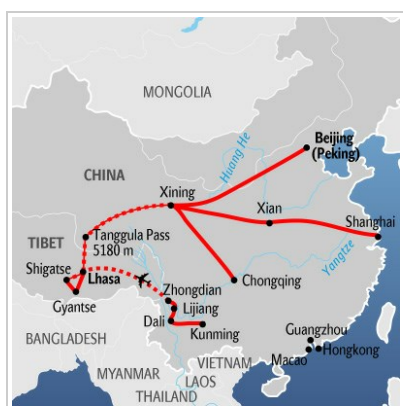 MONGOLIA
Beijing
(Peking)
Huang He
CHINA
Xining
Xian
Shanghai
Tanggula Pass
5180 m
TIBET
Yangtze
Shigatse
Lhasa
Chongqing
Zhongdian
Gyantse
Lijiang
Dali
Kunming
Guangzhou
BANGLADESH
Macao
Hongkong
VIETNAM
MYANMAR
LAOS
THAILAND